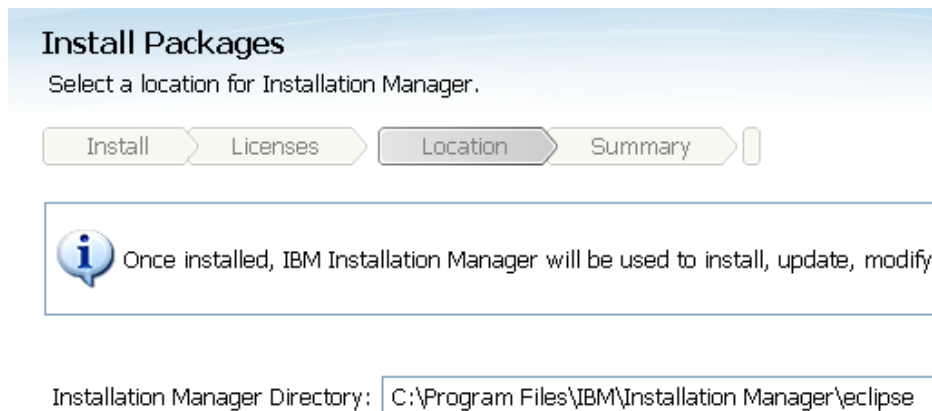 Install Packages
Select a location for Installation Manager.
Install Licenses Location Summary
Once installed, IBM Installation Manager will be used to install, update, modify
Installation Manager Directory: C:\Program Files\IBM\Installation Manager\eclipse